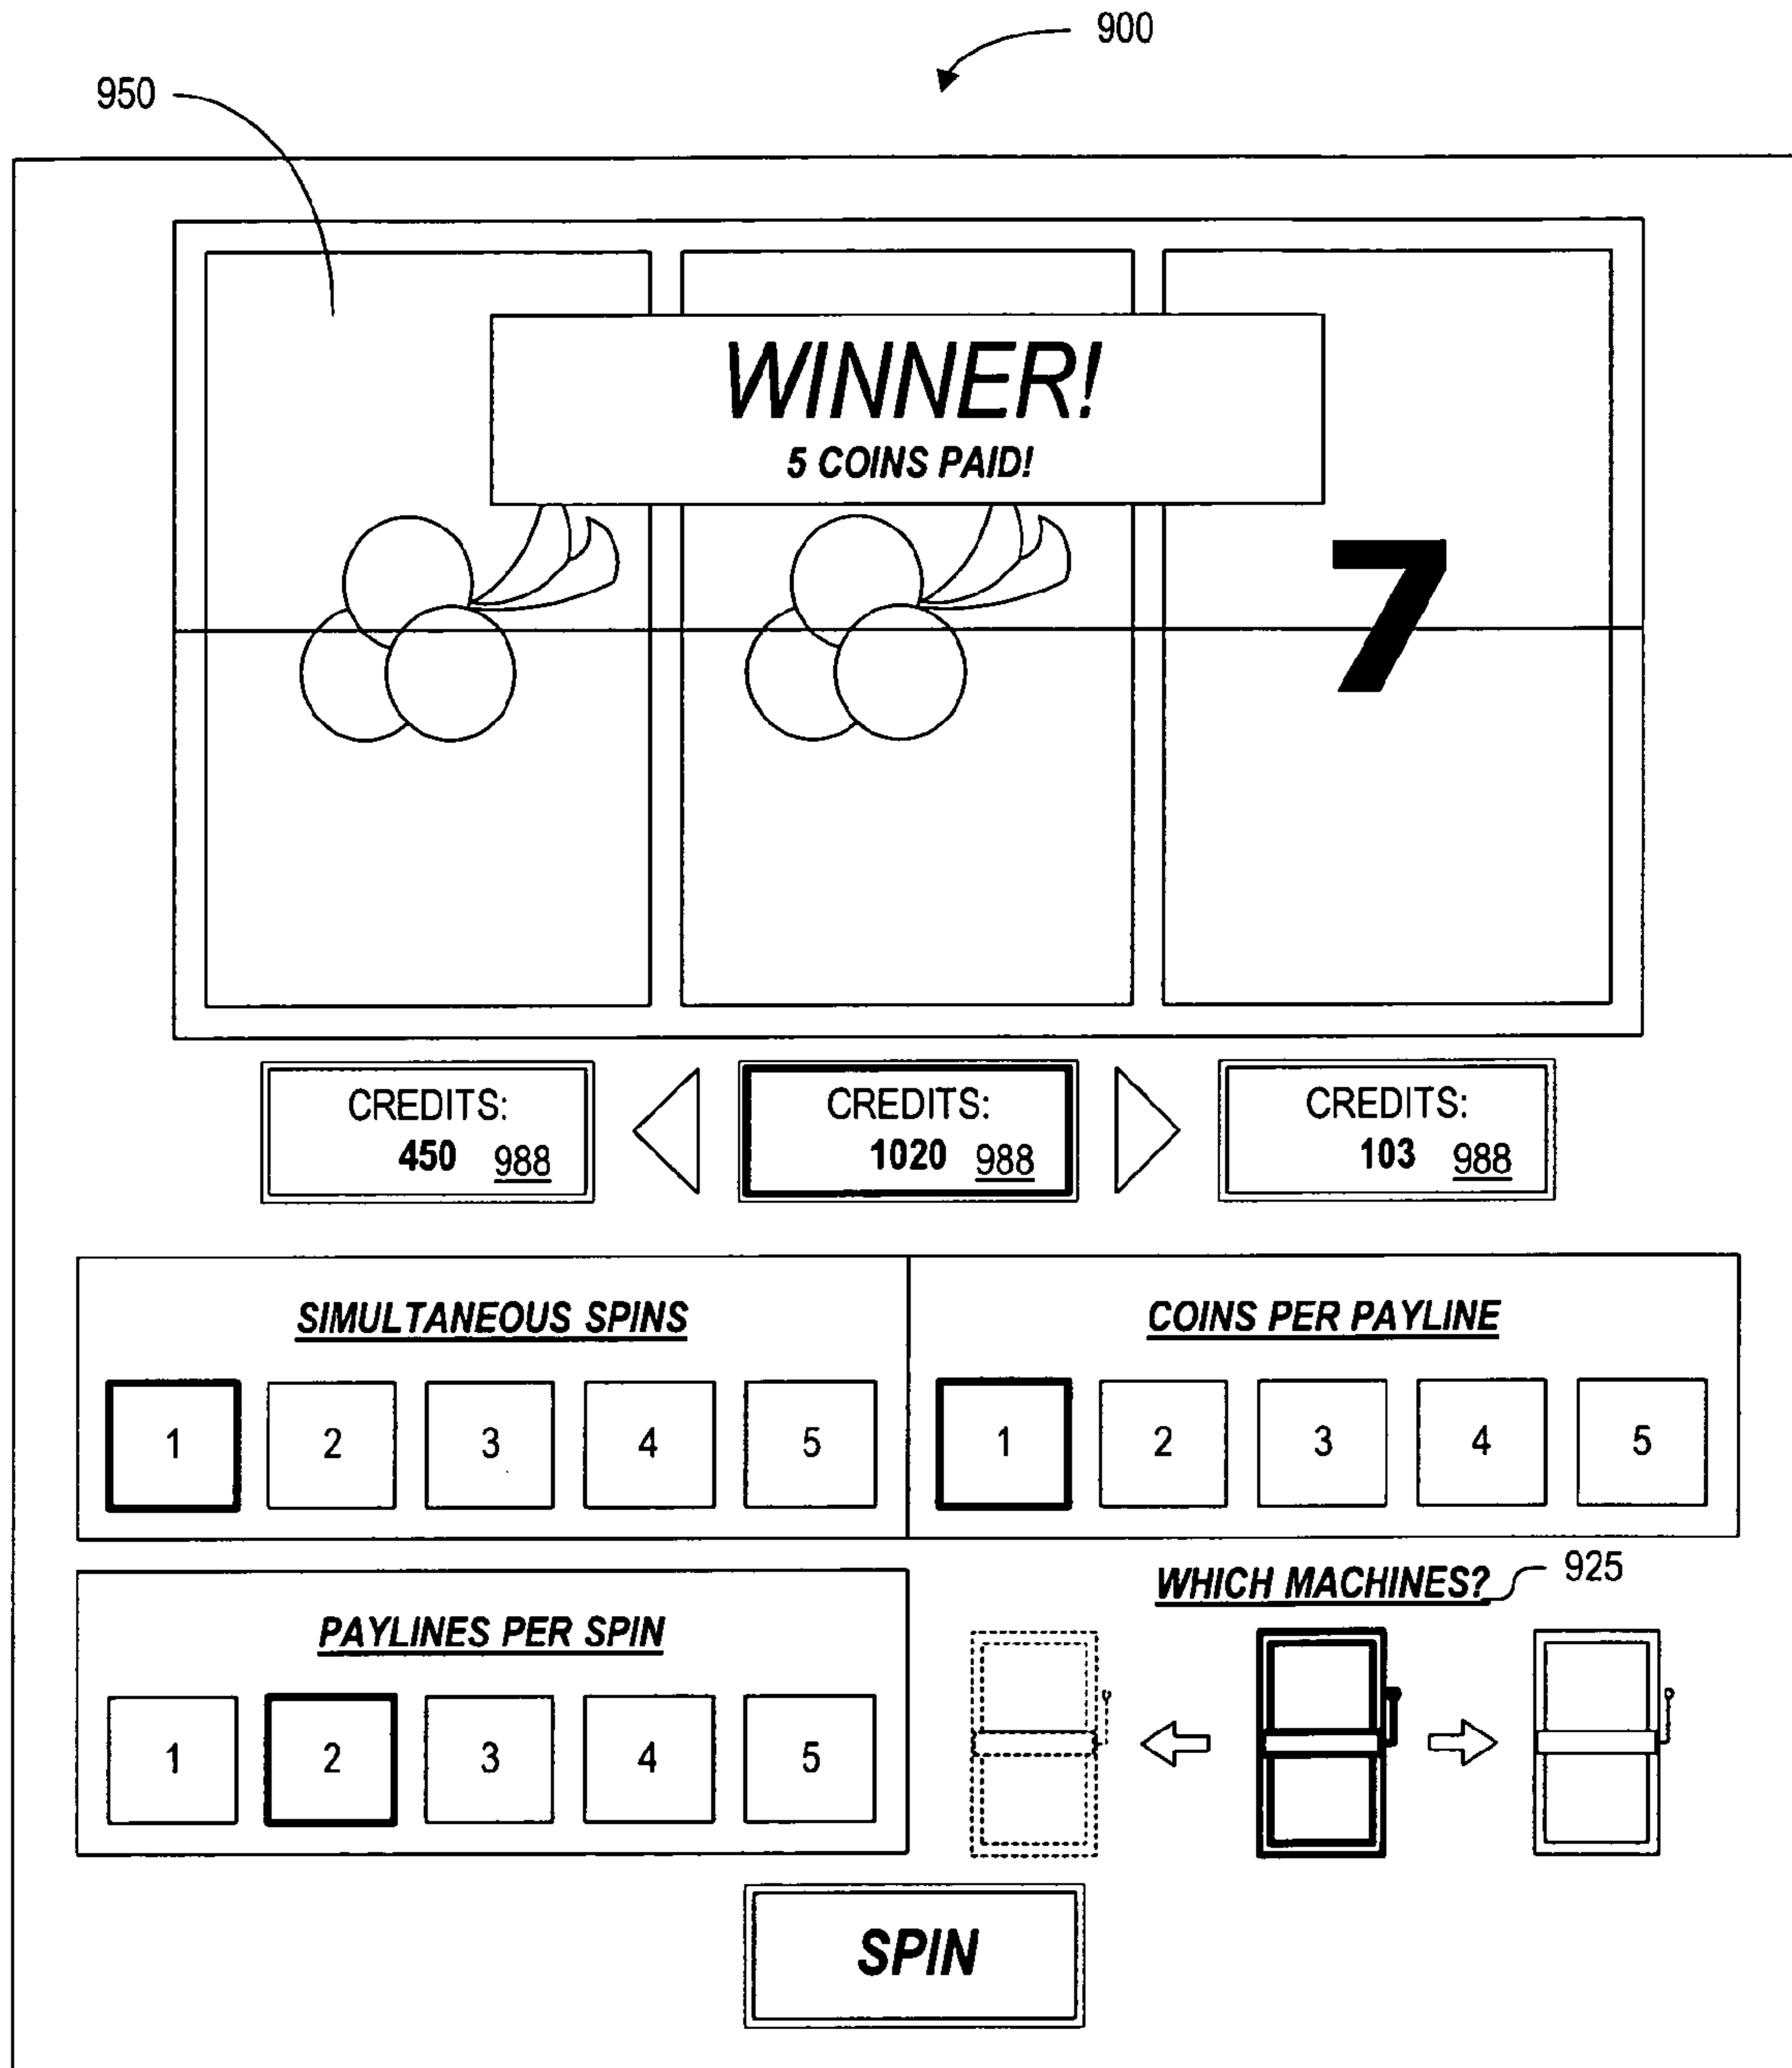 900
950
WINNER!
5 COINS PAID!
7
CREDITS: CREDITS: CREDITS:
450 988 1020 988 103 988
SIMULTANEOUS SPINS COINS PER PAYLINE
1 2 3 4 5 1 2 3 4 5
WHICH MACHINES? 925
PAYLINES PER SPIN
1 2 3 4 5
SPIN